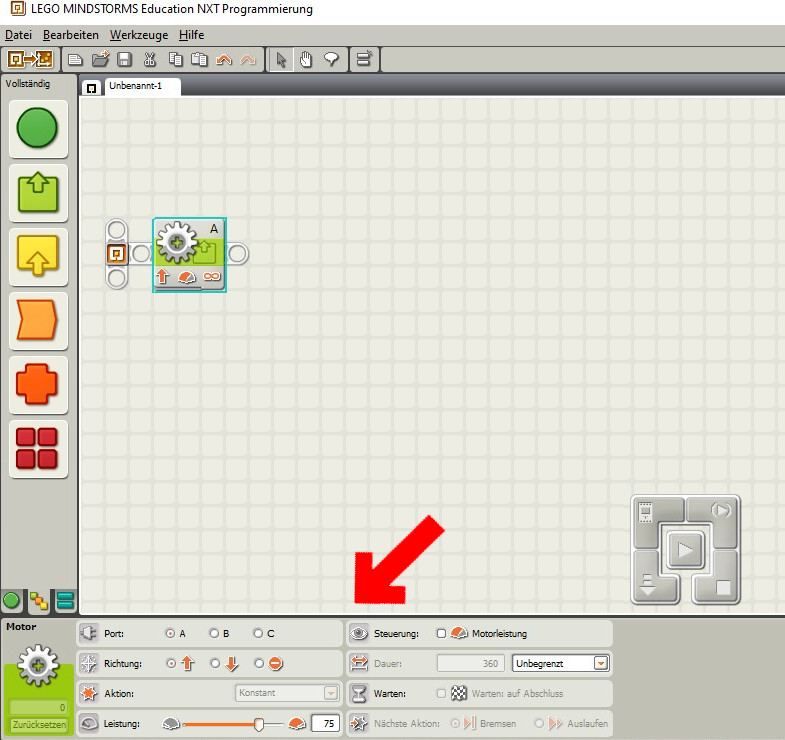 LEGO MINDSTORMS Education NXT Programmierung
Datei Bearbeiten Werkzeuge Hilfe
Vollständig
Unbenannt-1
A
Motor
0
Zurücksetzen
Port: A B C
Richtung:
Aktion: Konstant
Leistung: 75
Steuerung: Motorleistung
Dauer: 360 Unbegrenzt
Warten: Warten: auf Abschluss
Nächste Aktion: Bremsen Auslaufen